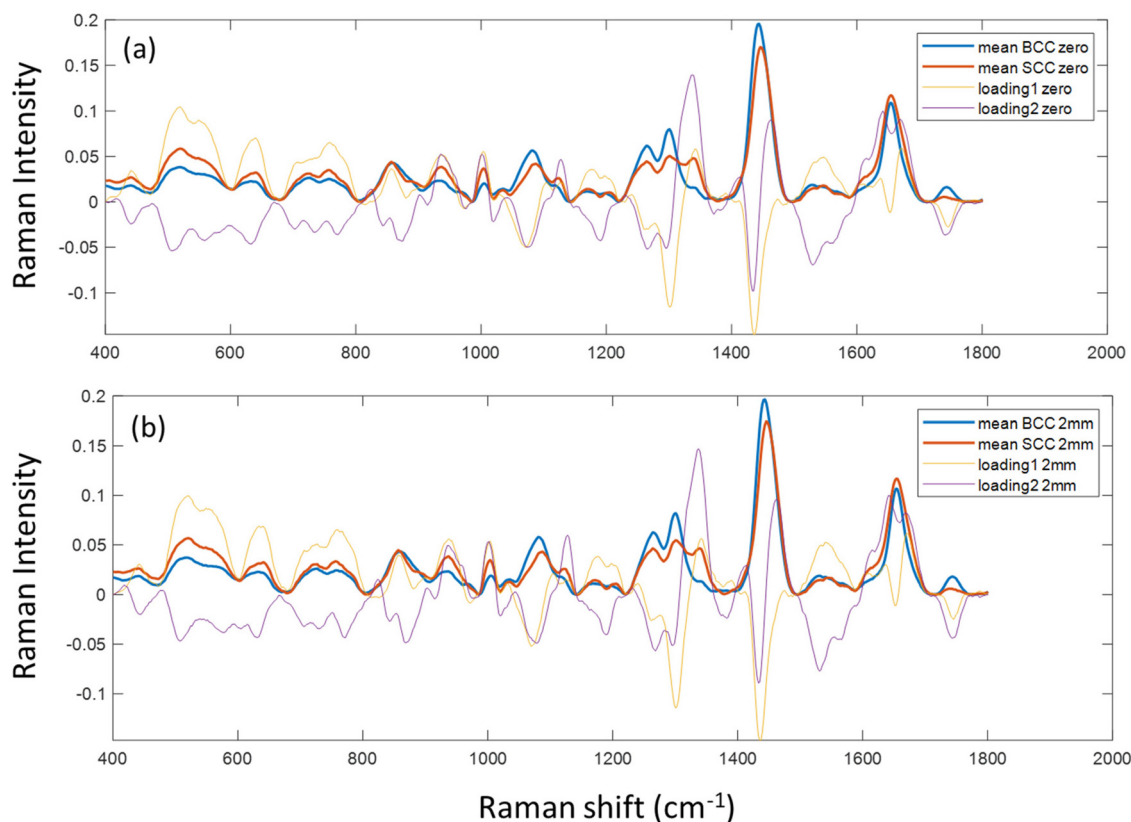 (a)
Raman Intensity
0.2
0.15
0.1
0.05
0
-0.05
-0.1
mean BCC zero
mean SCC zero
loading1 zero
loading2 zero
400 600 800 1000 1200 1400 1600 1800 2000
(b)
Raman Intensity
0.2
0.15
0.1
0.05
0
-0.05
-0.1
mean BCC 2mm
mean SCC 2mm
loading1 2mm
loading2 2mm
400 600 800 1000 1200 1400 1600 1800 2000
Raman shift (cm⁻¹)